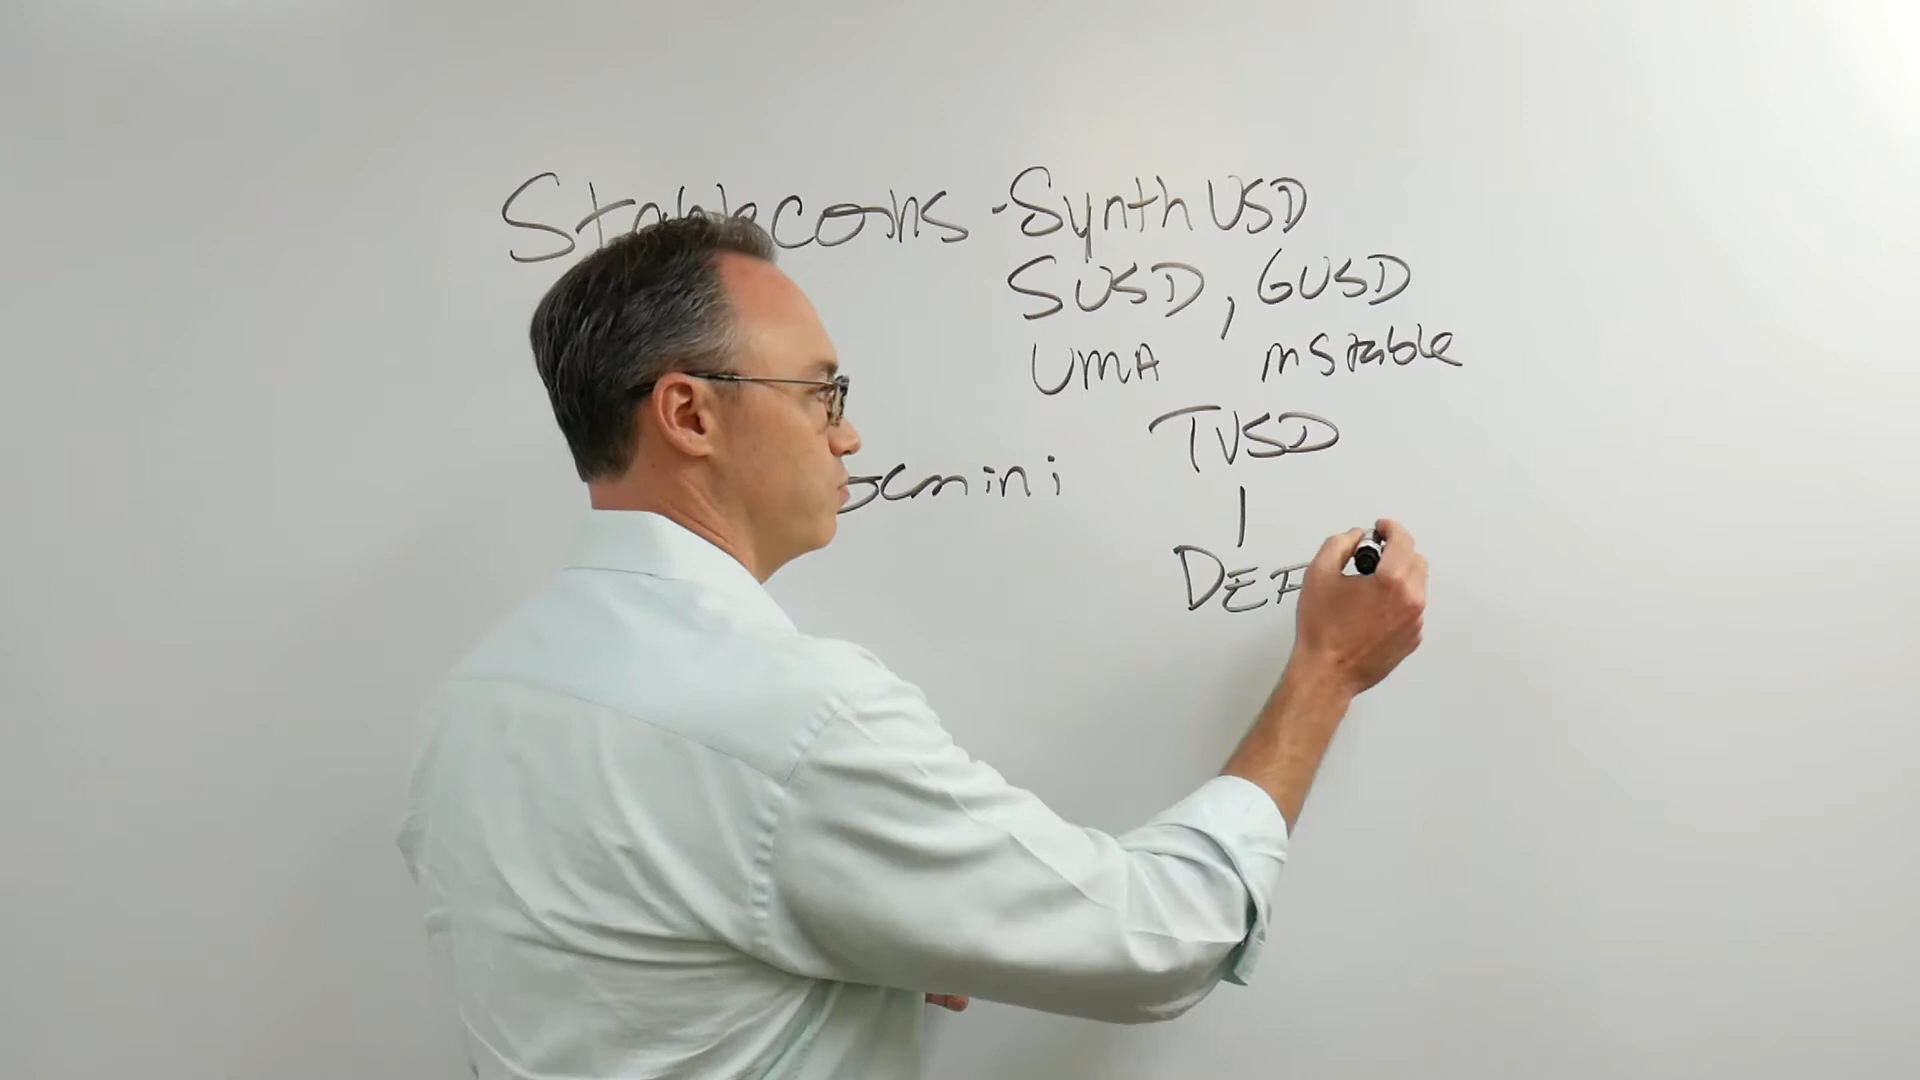 Stablecoins - Synth USD
SUSD, GUSD
UMA mStable
TUSD
Gemini
DEF